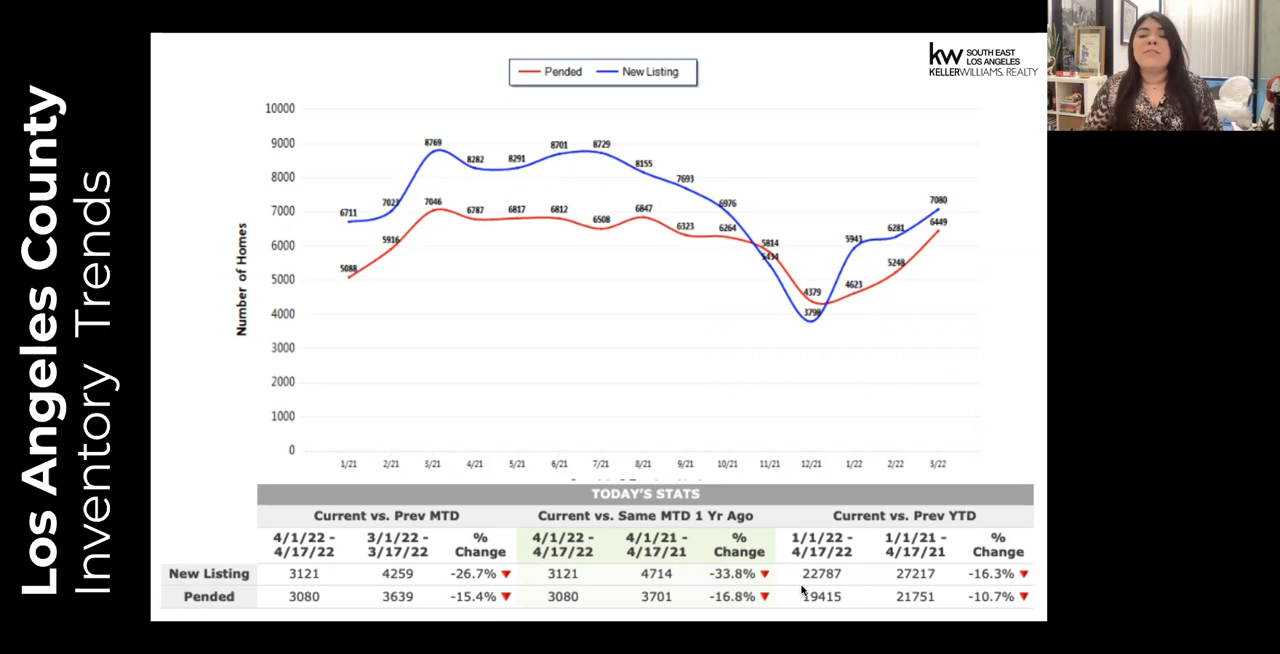 Los Angeles County
Inventory Trends
kw SOUTH EAST
LOS ANGELES
KELLERWILLIAMS. REALTY
Pended New Listing
Number of Homes
10000
9000
8000
7000
6000
5000
4000
3000
2000
1000
0
6711 7023 8769 8282 8291 8701 8729 8155 7693 6976 5434 3798 5943 6281 7080
5088 5916 7046 6787 6817 6812 6508 6847 6323 6264 5814 4379 4623 5248 6449
1/21 2/21 3/21 4/21 5/21 6/21 7/21 8/21 9/21 10/21 11/21 12/21 1/22 2/22 3/22
TODAY'S STATS
Current vs. Prev MTD Current vs. Same MTD 1 Yr Ago Current vs. Prev YTD
4/1/22 - 3/1/22 - % 4/1/22 - 4/1/21 - % 1/1/22 - 1/1/21 - %
4/17/22 3/17/22 Change 4/17/22 4/17/21 Change 4/17/22 4/17/21 Change
New Listing 3121 4259 -26.7% 3121 4714 -33.8% 22787 27217 -16.3%
Pended 3080 3639 -15.4% 3080 3701 -16.8% 19415 21751 -10.7%